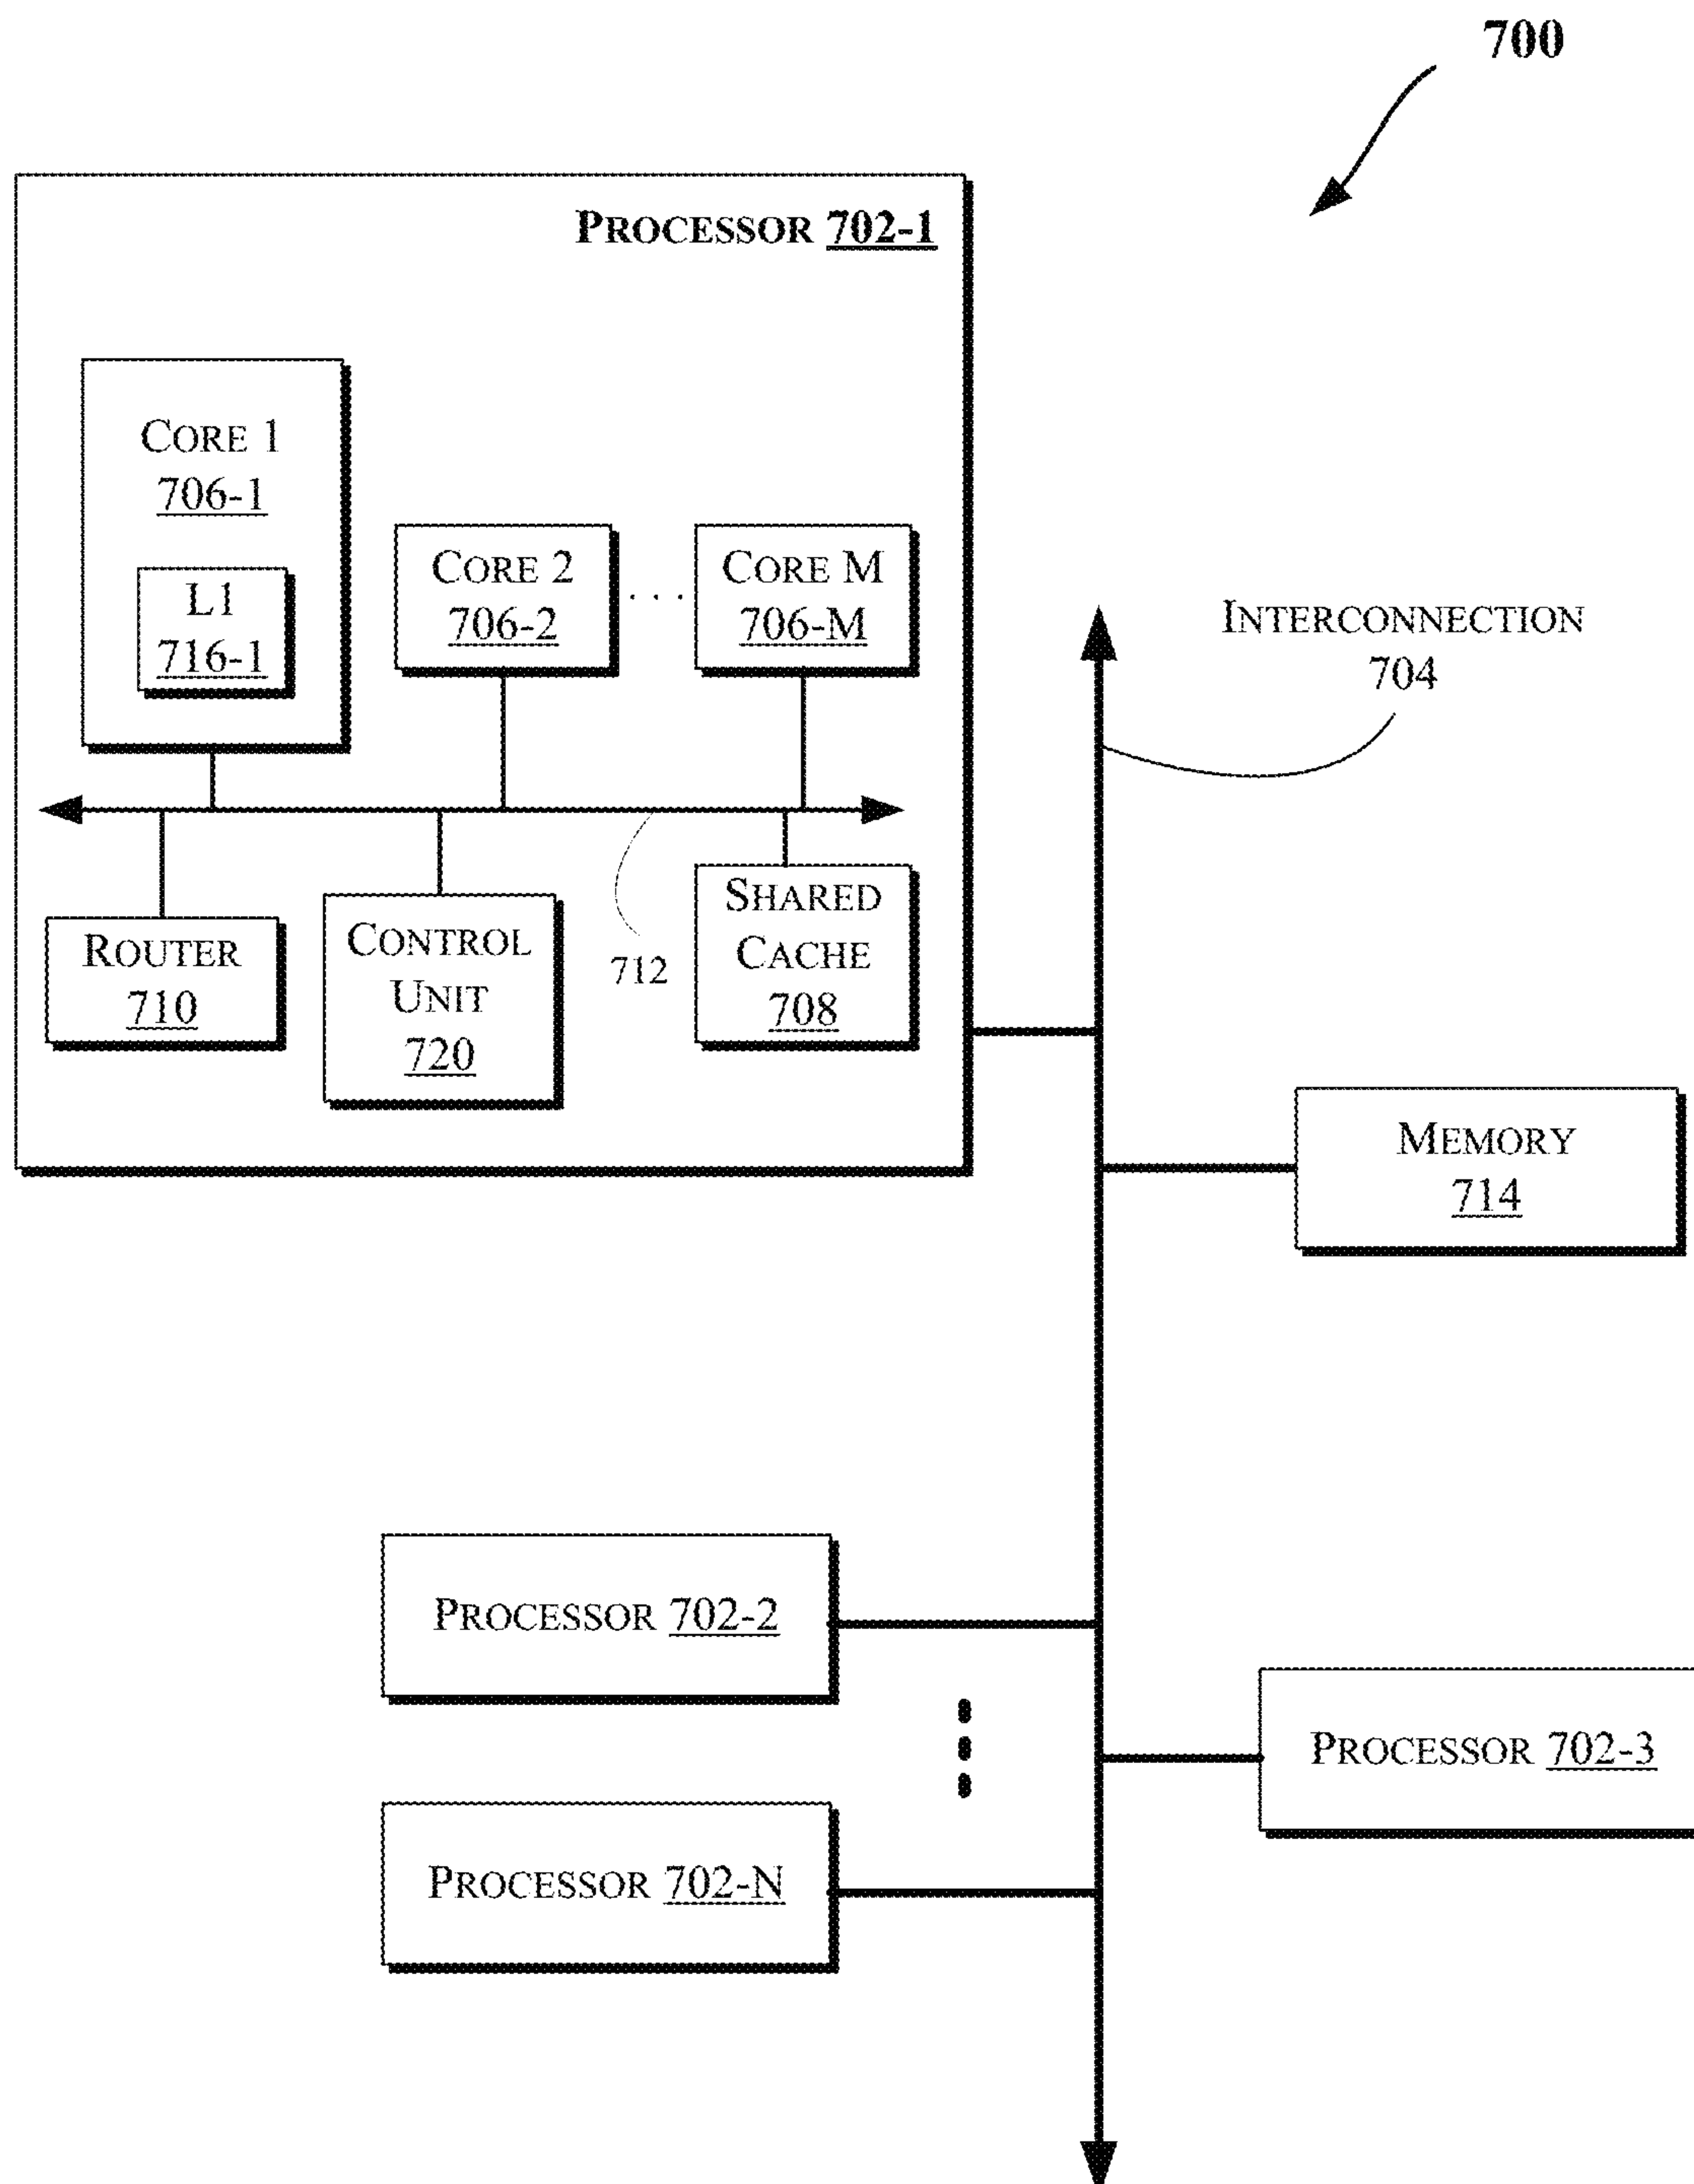 700
PROCESSOR 702-1
CORE 1
706-1
L1
716-1
CORE 2
706-2
. . .
CORE M
706-M
INTERCONNECTION
704
ROUTER
710
CONTROL
UNIT
720
712
SHARED
CACHE
708
MEMORY
714
PROCESSOR 702-2
PROCESSOR 702-3
PROCESSOR 702-N